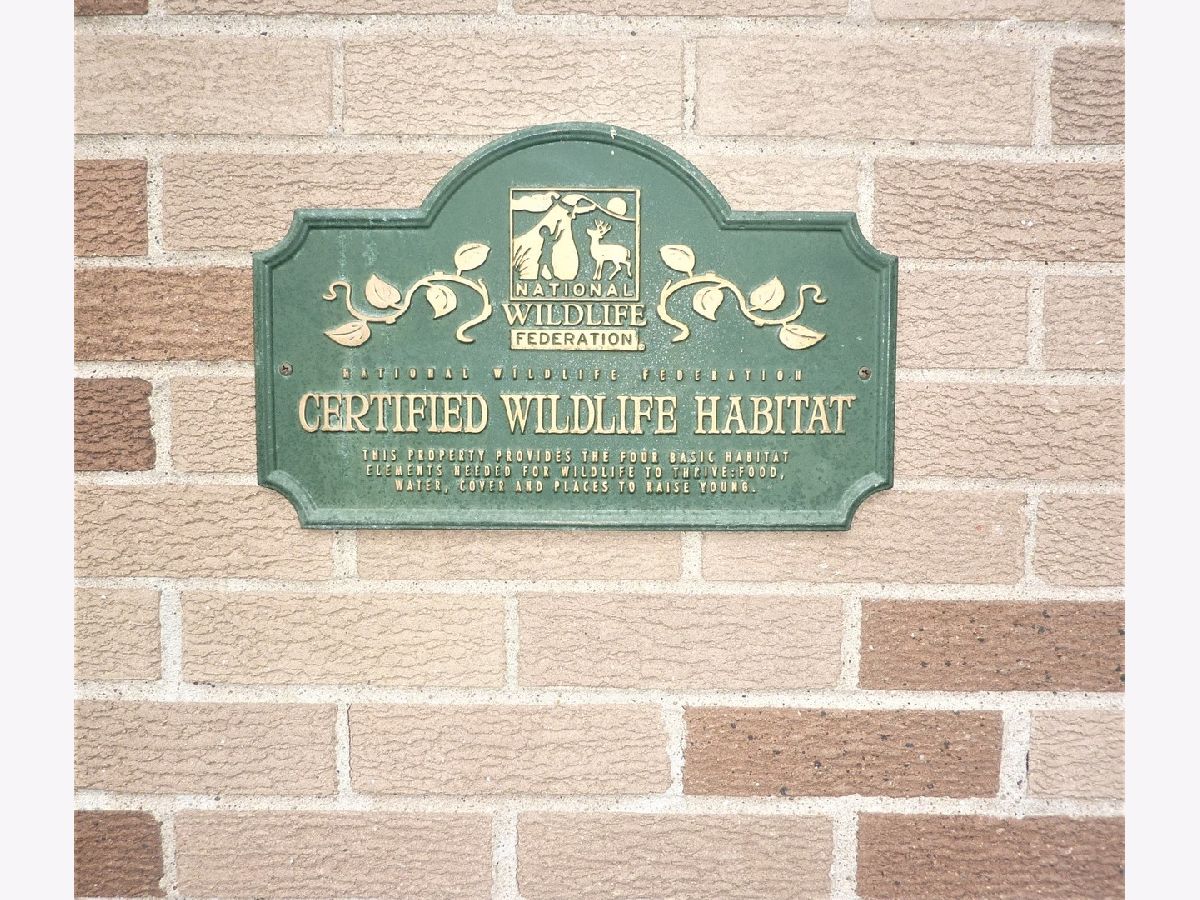 NATIONAL
WILDLIFE
FEDERATION
NATIONAL WILDLIFE FEDERATION
CERTIFIED WILDLIFE HABITAT
THIS PROPERTY PROVIDES THE FOUR BASIC HABITAT
ELEMENTS NEEDED FOR WILDLIFE TO THRIVE: FOOD,
WATER, COVER AND PLACES TO RAISE YOUNG.